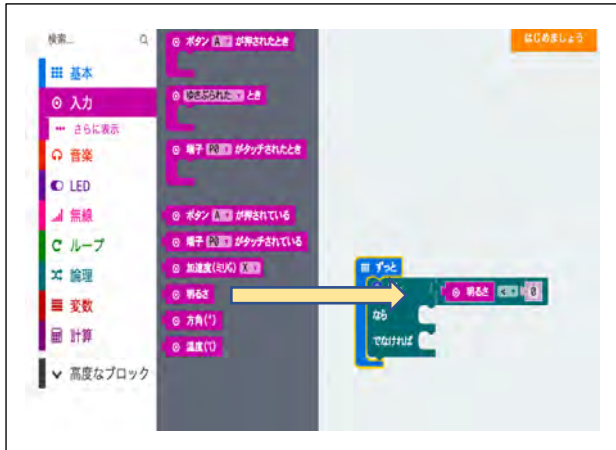 検索...
基本
入力
さらに表示
音楽
LED
無線
ループ
論理
変数
計算
高度なブロック
ボタン A が押されたとき
ゆさぶられた とき
端子 P0 がタッチされたとき
ボタン A が押されている
端子 P0 がタッチされている
加速度(ミリG) X
明るさ
方角(°)
温度(℃)
はじめましょう
ずっと
明るさ < 0
なら
でなければ